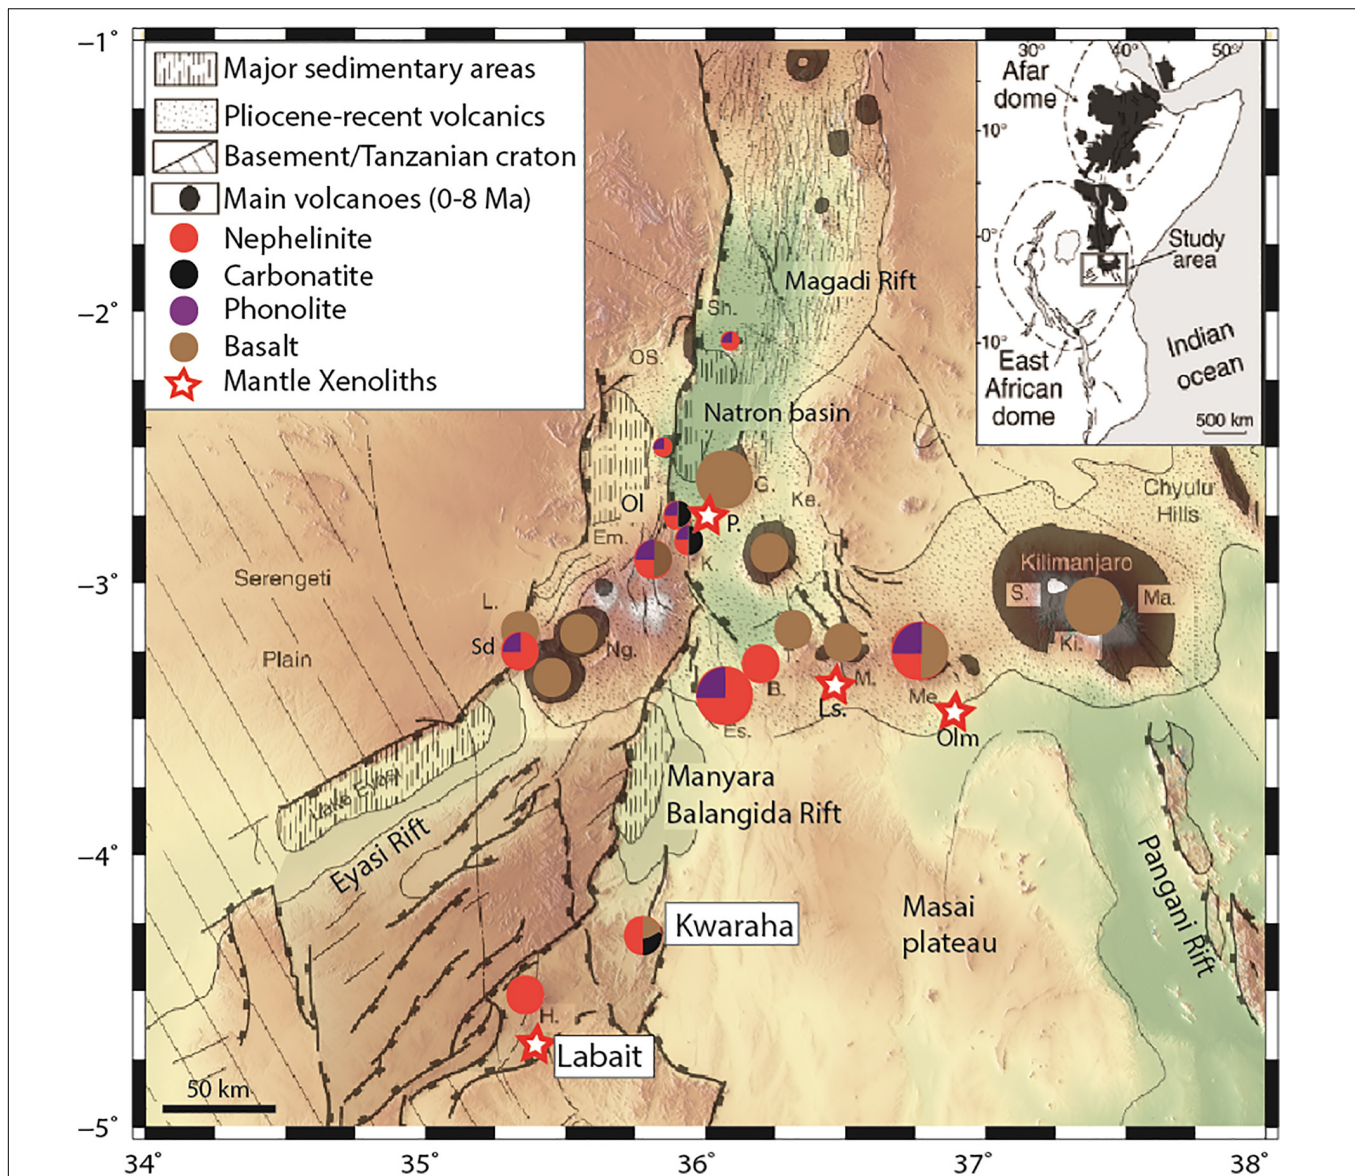 −1°
−2°
−3°
−4°
−5°
34°
35°
36°
37°
38°
Major sedimentary areas
Pliocene-recent volcanics
Basement/Tanzanian craton
Main volcanoes (0-8 Ma)
Nephelinite
Carbonatite
Phonolite
Basalt
Mantle Xenoliths
30°
40°
50°
Afar
dome
10°
0°
Study
area
10°
East
African
dome
Indian
ocean
500 km
Magadi Rift
Sh.
OS.
Natron basin
G.
Ke.
Ol
P.
Em.
K
Chyulu
Hills
Serengeti
Plain
L.
Sd
Ng.
Kilimanjaro
S.
Ma.
Ki.
T.
B.
M.
Me.
Es.
Ls.
Olm
Lake Eyasi
Eyasi Rift
Manyara
Balangida Rift
Pangani Rift
Masai
plateau
Kwaraha
H.
Labait
50 km